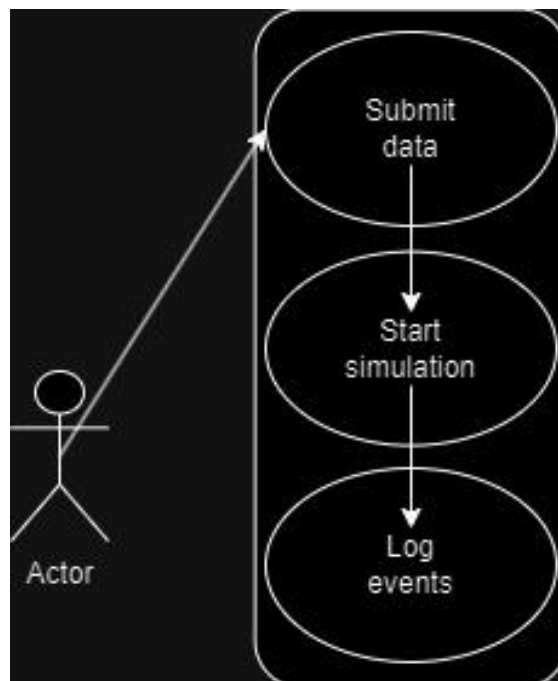 Submit
data
Start
simulation
Log
events
Actor